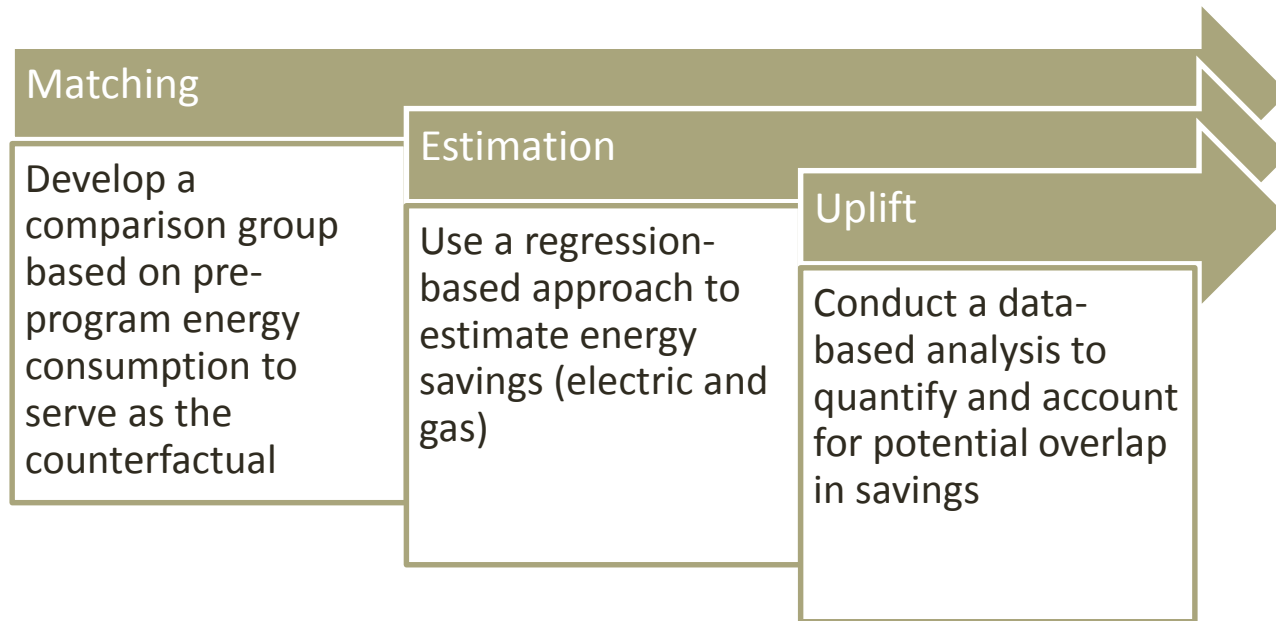 Matching
Develop a
comparison group
based on pre-
program energy
consumption to
serve as the
counterfactual
Estimation
Use a regression-
based approach to
estimate energy
savings (electric and
gas)
Uplift
Conduct a data-
based analysis to
quantify and account
for potential overlap
in savings